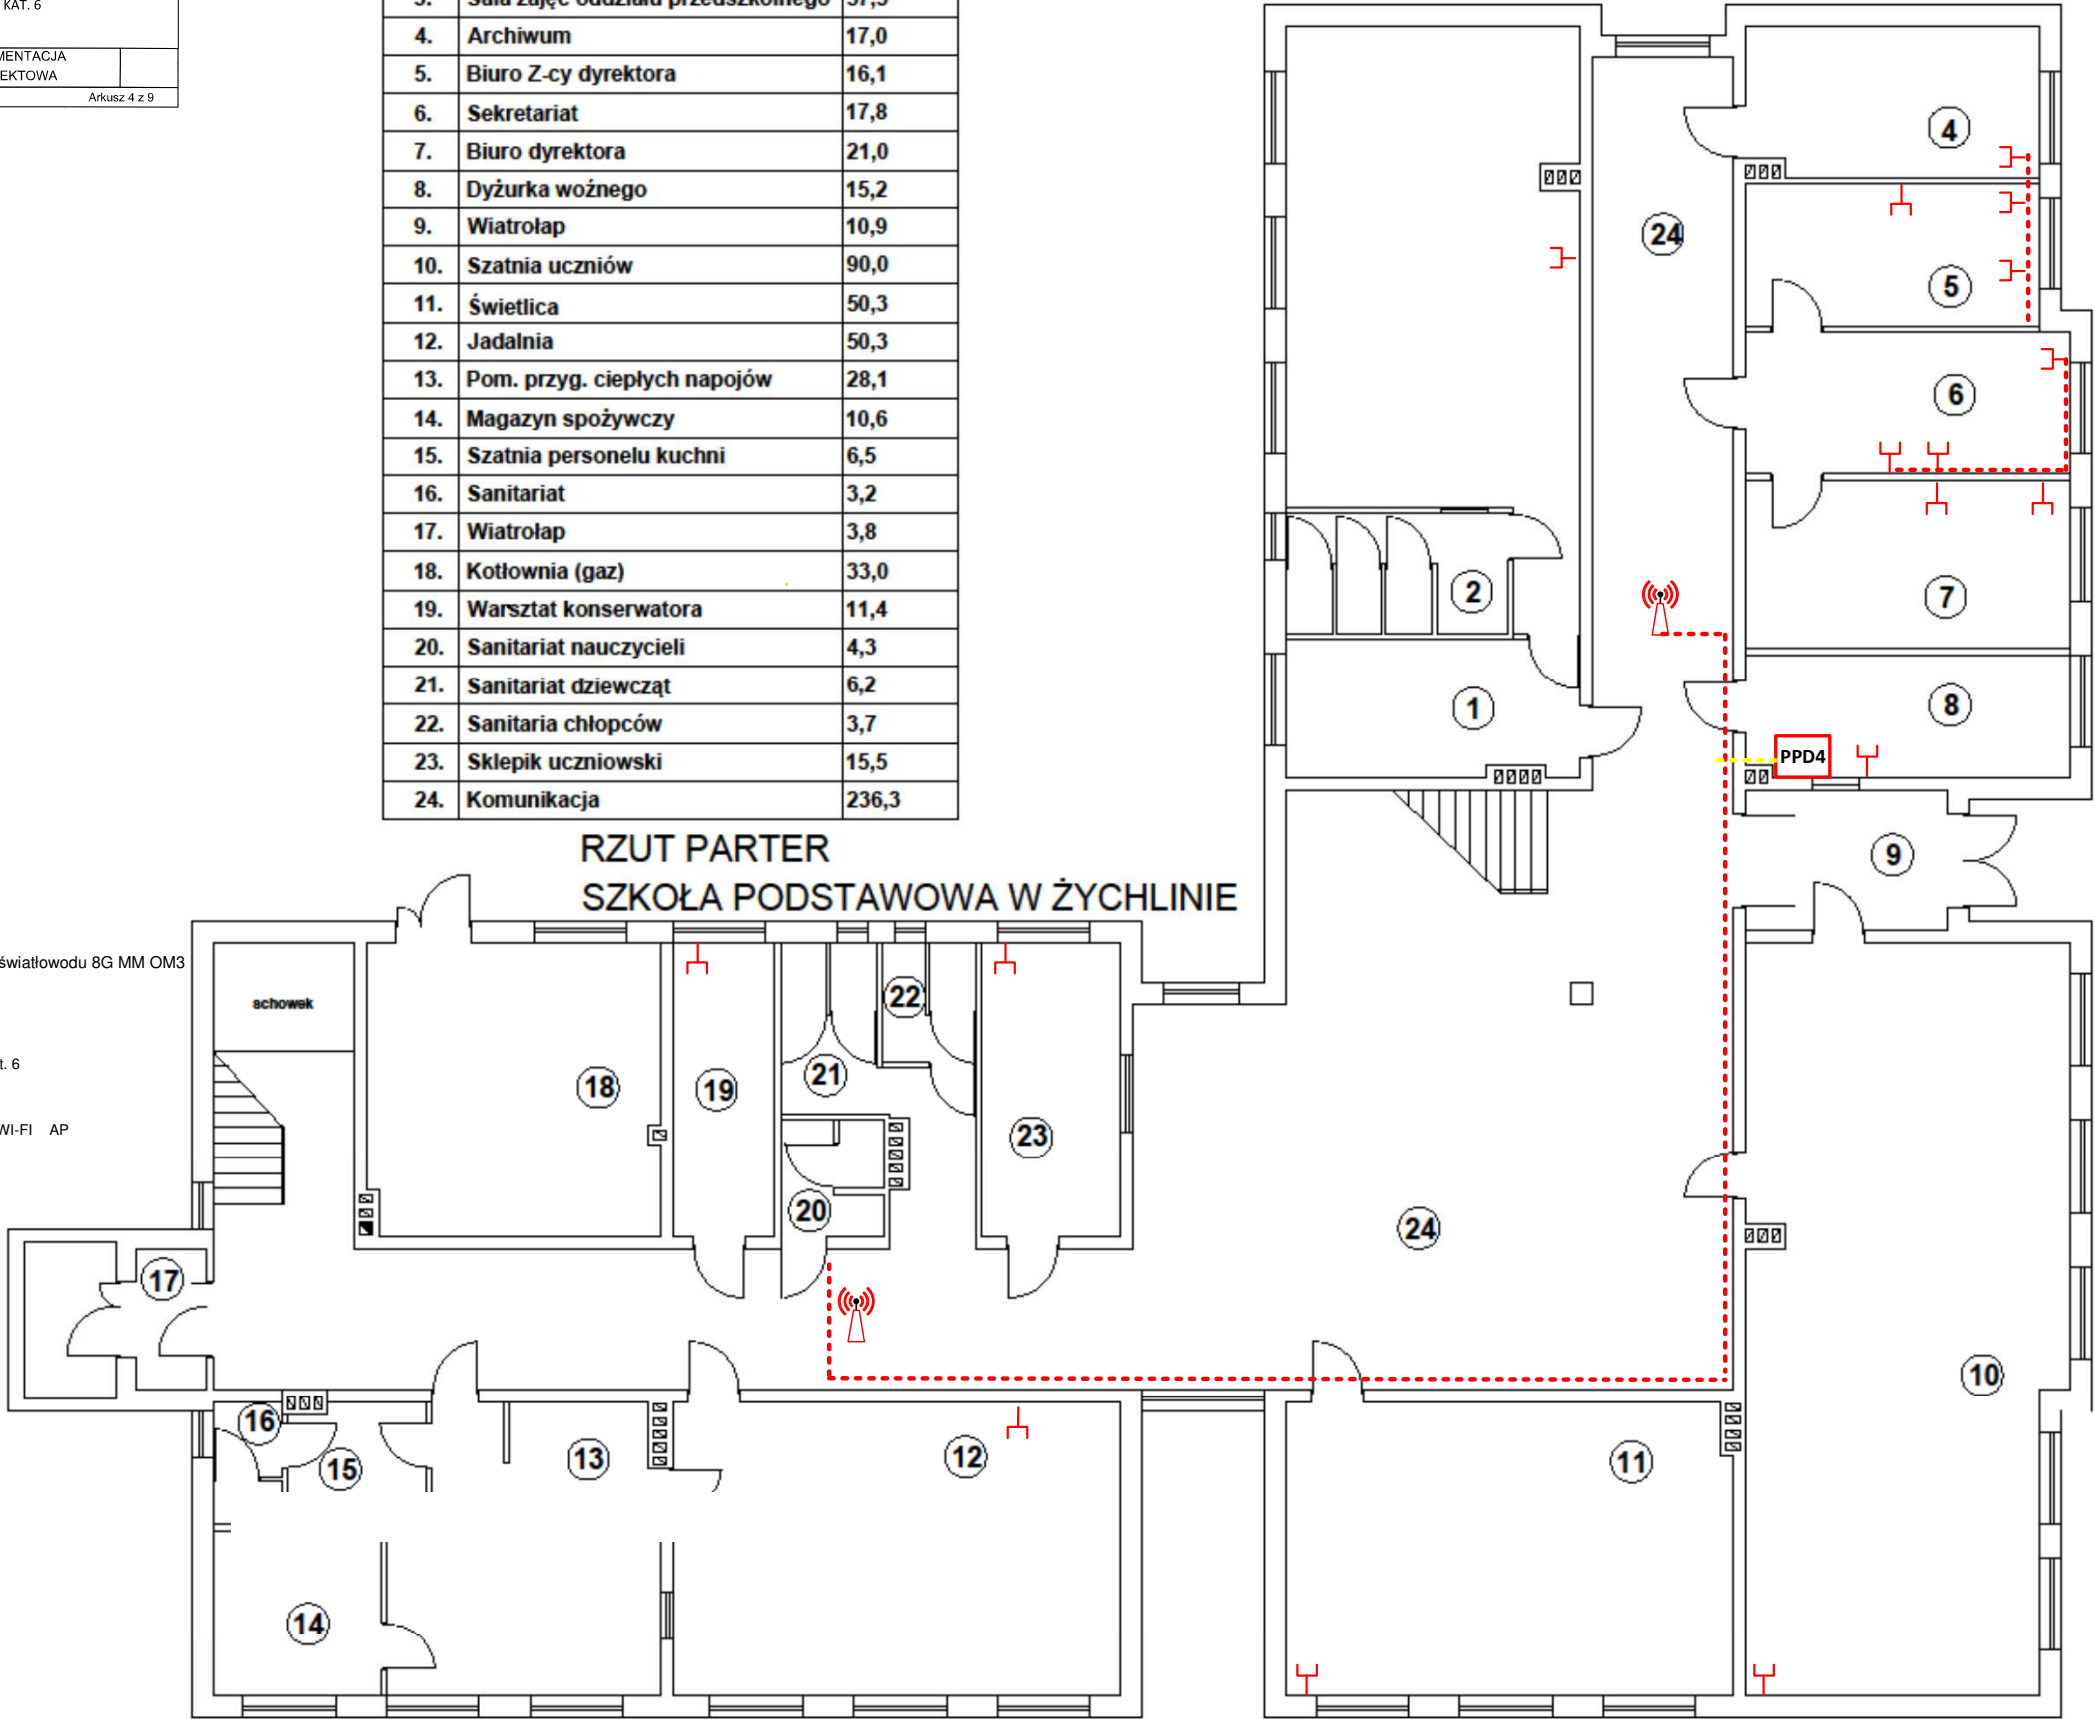 KAT. 6
MENTACJA
EKTOWA
Arkusz 4 z 9
3. Sala zajęć oddziału przedszkolnego 57,5
4. Archiwum 17,0
5. Biuro Z-cy dyrektora 16,1
6. Sekretariat 17,8
7. Biuro dyrektora 21,0
8. Dyżurka woźnego 15,2
9. Wiatrołap 10,9
10. Szatnia uczniów 90,0
11. Świetlica 50,3
12. Jadalnia 50,3
13. Pom. przyg. ciepłych napojów 28,1
14. Magazyn spożywczy 10,6
15. Szatnia personelu kuchni 6,5
16. Sanitariat 3,2
17. Wiatrołap 3,8
18. Kotłownia (gaz) 33,0
19. Warsztat konserwatora 11,4
20. Sanitariat nauczycieli 4,3
21. Sanitariat dziewcząt 6,2
22. Sanitaria chłopców 3,7
23. Sklepik uczniowski 15,5
24. Komunikacja 236,3
RZUT PARTER
SZKOŁA PODSTAWOWA W ŻYCHLINIE
światłowodu 8G MM OM3
t. 6
WI-FI AP
4
24
5
6
2
7
1
8
PPD4
9
schowek
22
18
19
21
23
20
24
17
10
16
15
13
12
11
14